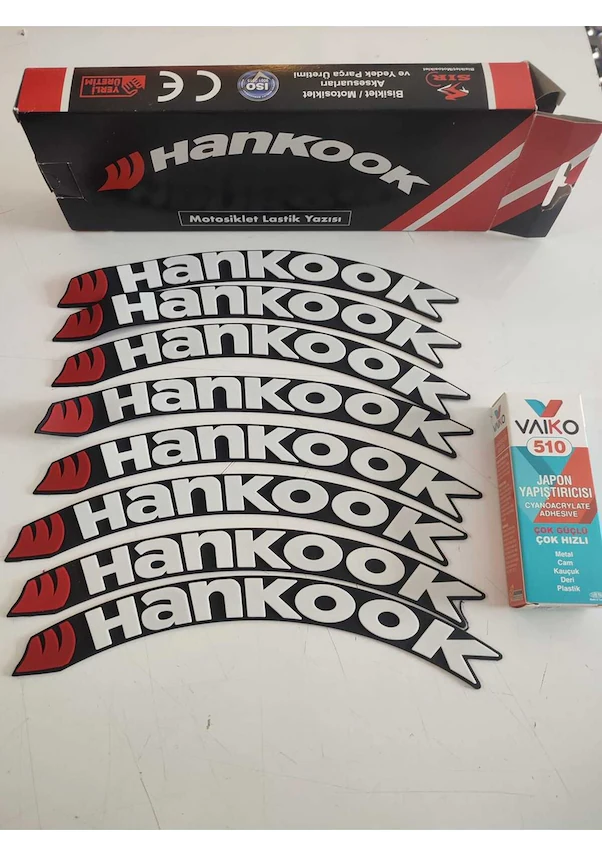 Bisiklet / Motosiklet
Aksesuarları
ve Yedek Parça Üretimi
SIR
ISO
CE
YERLİ
ÜRETİM
Hankook
Motosiklet Lastik Yazısı
Hankook
Hankook
Hankook
Hankook
Hankook
Hankook
Hankook
Hankook
VAIKO
VAIKO
510
JAPON
YAPIŞTIRICISI
CYANOACRYLATE
ADHESIVE
ÇOK GÜÇLÜ
ÇOK HIZLI
Metal
Cam
Kauçuk
Deri
Plastik